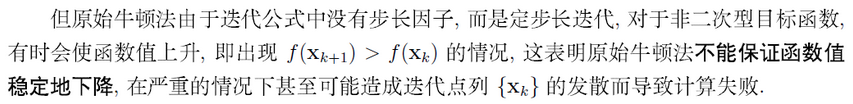 但原始牛顿法由于迭代公式中没有步长因子, 而是定步长迭代, 对于非二次型目标函数,
有时会使函数值上升, 即出现 f(x_{k+1}) > f(x_k) 的情况, 这表明原始牛顿法不能保证函数值
稳定地下降, 在严重的情况下甚至可能造成迭代点列 {x_k} 的发散而导致计算失败.